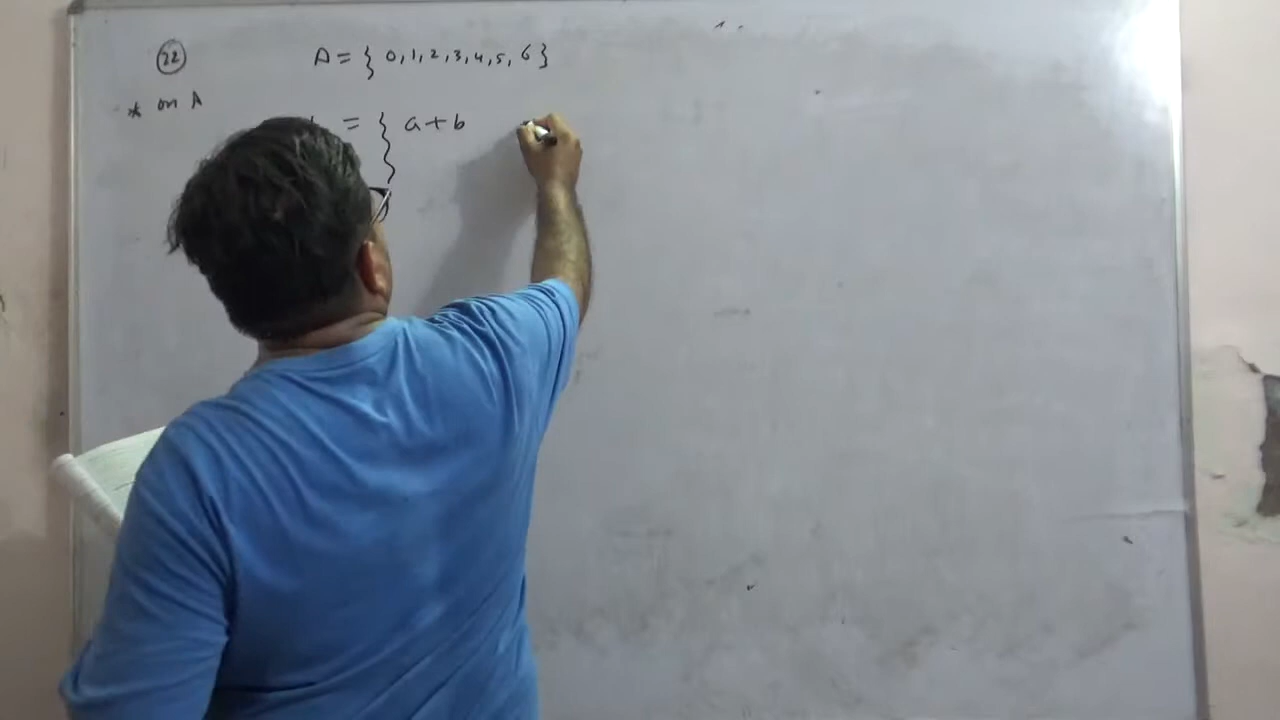 22 A = { 0, 1, 2, 3, 4, 5, 6 }
* on A
= { a + b